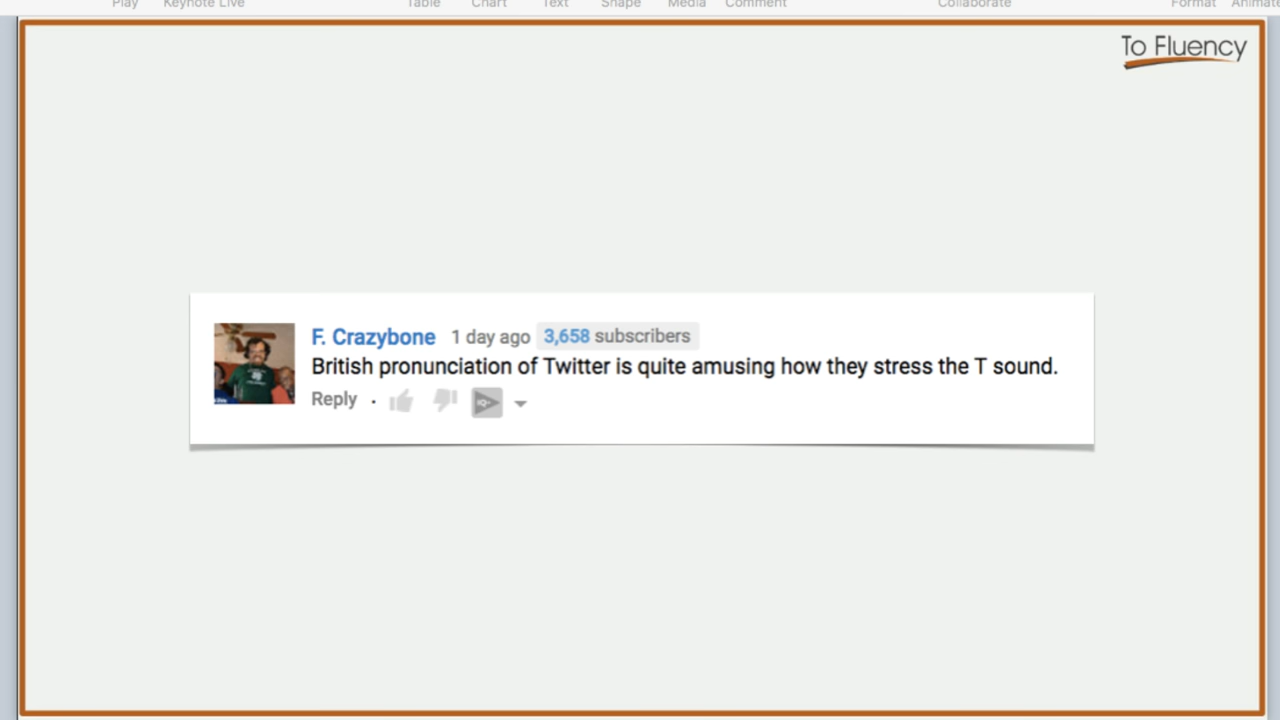 Play Keynote Live Table Chart Text Shape Media Comment Collaborate Format Animate
To Fluency
F. Crazybone 1 day ago 3,658 subscribers
British pronunciation of Twitter is quite amusing how they stress the T sound.
Reply ·